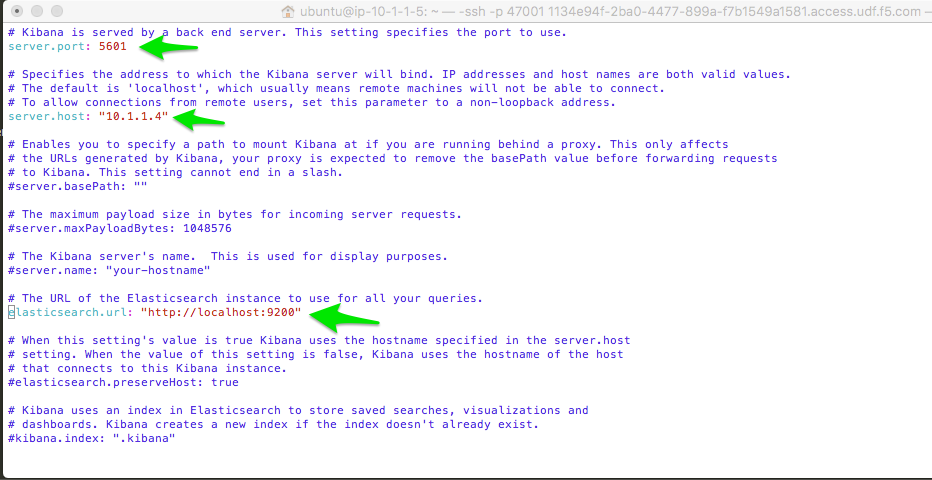 ubuntu@ip-10-1-1-5: ~ — -ssh -p 47001 1134e94f-2ba0-4477-899a-f7b1549a1581.access.udf.f5.com —
# Kibana is served by a back end server. This setting specifies the port to use.
server.port: 5601
# Specifies the address to which the Kibana server will bind. IP addresses and host names are both valid values.
# The default is 'localhost', which usually means remote machines will not be able to connect.
# To allow connections from remote users, set this parameter to a non-loopback address.
server.host: "10.1.1.4"
# Enables you to specify a path to mount Kibana at if you are running behind a proxy. This only affects
# the URLs generated by Kibana, your proxy is expected to remove the basePath value before forwarding requests
# to Kibana. This setting cannot end in a slash.
#server.basePath: ""
# The maximum payload size in bytes for incoming server requests.
#server.maxPayloadBytes: 1048576
# The Kibana server's name.  This is used for display purposes.
#server.name: "your-hostname"
# The URL of the Elasticsearch instance to use for all your queries.
elasticsearch.url: "http://localhost:9200"
# When this setting's value is true Kibana uses the hostname specified in the server.host
# setting. When the value of this setting is false, Kibana uses the hostname of the host
# that connects to this Kibana instance.
#elasticsearch.preserveHost: true
# Kibana uses an index in Elasticsearch to store saved searches, visualizations and
# dashboards. Kibana creates a new index if the index doesn't already exist.
#kibana.index: ".kibana"